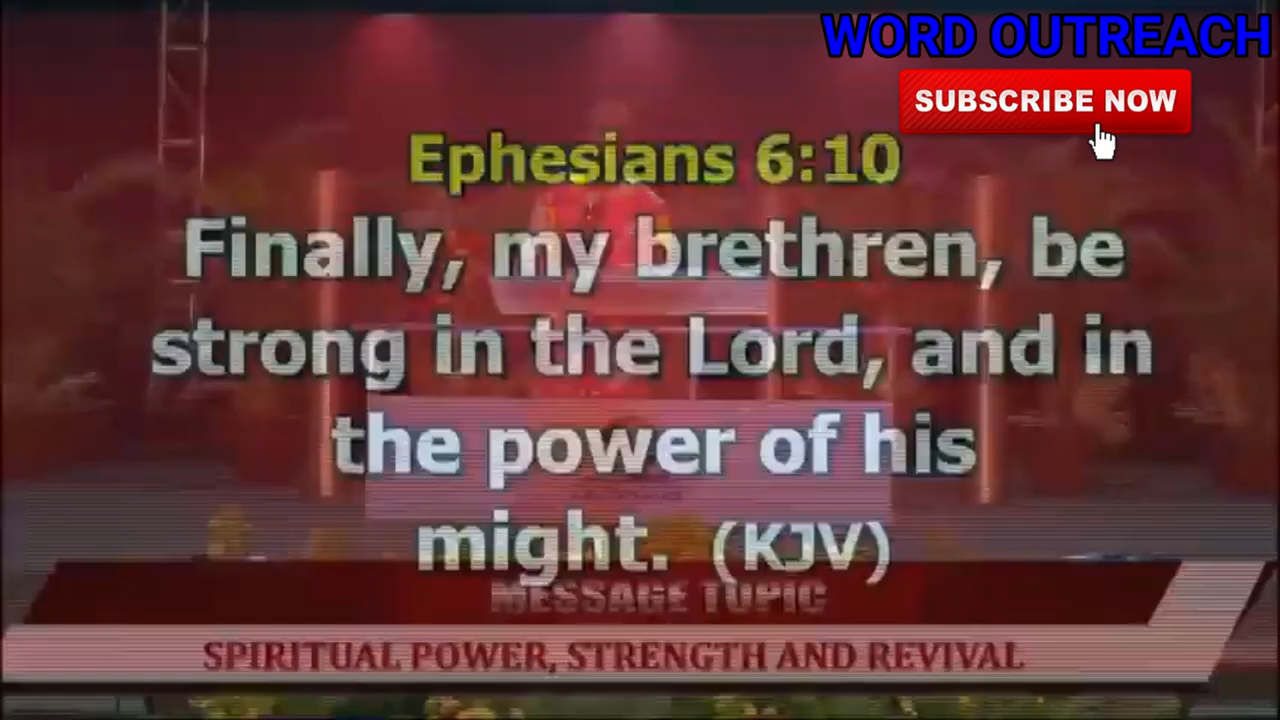 WORD OUTREACH
SUBSCRIBE NOW
Ephesians 6:10
Finally, my brethren, be
strong in the Lord, and in
the power of his
might. (KJV)
MESSAGE TOPIC
SPIRITUAL POWER, STRENGTH AND REVIVAL